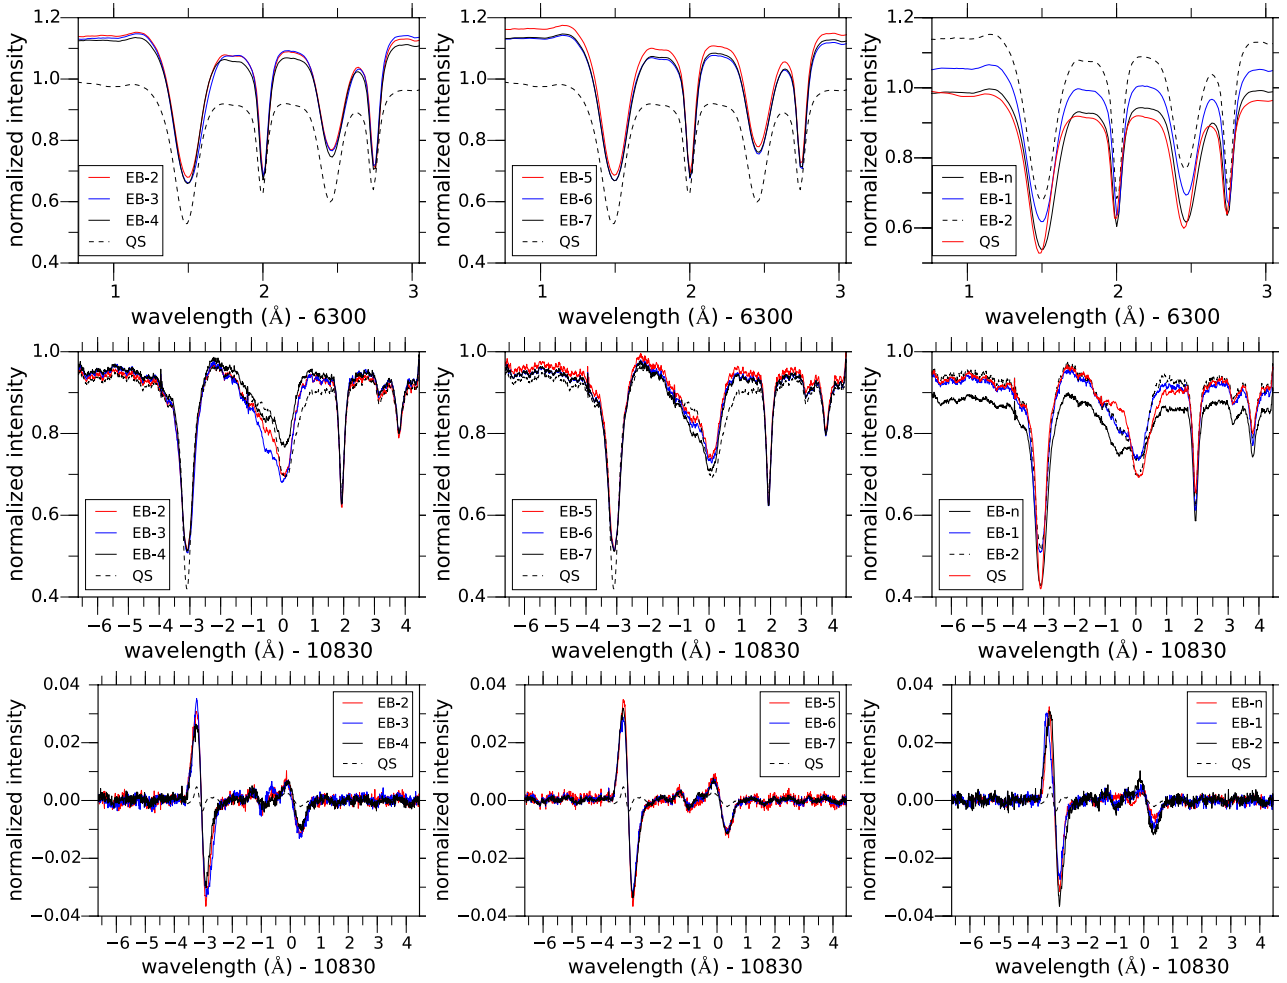 1.2
1.0
0.8
0.6
0.4
normalized intensity
EB-2
EB-3
EB-4
QS
1 2 3
wavelength (Å) - 6300
1.2
1.0
0.8
0.6
0.4
normalized intensity
EB-5
EB-6
EB-7
QS
1 2 3
wavelength (Å) - 6300
1.2
1.0
0.8
0.6
normalized intensity
EB-n
EB-1
EB-2
QS
1 2 3
wavelength (Å) - 6300
1.0
0.8
0.6
0.4
normalized intensity
EB-2
EB-3
EB-4
QS
−6 −5 −4 −3 −2 −1 0 1 2 3 4
wavelength (Å) - 10830
1.0
0.8
0.6
0.4
normalized intensity
EB-5
EB-6
EB-7
QS
−6 −5 −4 −3 −2 −1 0 1 2 3 4
wavelength (Å) - 10830
1.0
0.8
0.6
0.4
normalized intensity
EB-n
EB-1
EB-2
QS
−6 −5 −4 −3 −2 −1 0 1 2 3 4
wavelength (Å) - 10830
0.04
0.02
0.00
−0.02
−0.04
normalized intensity
EB-2
EB-3
EB-4
QS
−6 −5 −4 −3 −2 −1 0 1 2 3 4
wavelength (Å) - 10830
0.04
0.02
0.00
−0.02
−0.04
normalized intensity
EB-5
EB-6
EB-7
QS
−6 −5 −4 −3 −2 −1 0 1 2 3 4
wavelength (Å) - 10830
0.04
0.02
0.00
−0.02
−0.04
normalized intensity
EB-n
EB-1
EB-2
QS
−6 −5 −4 −3 −2 −1 0 1 2 3 4
wavelength (Å) - 10830